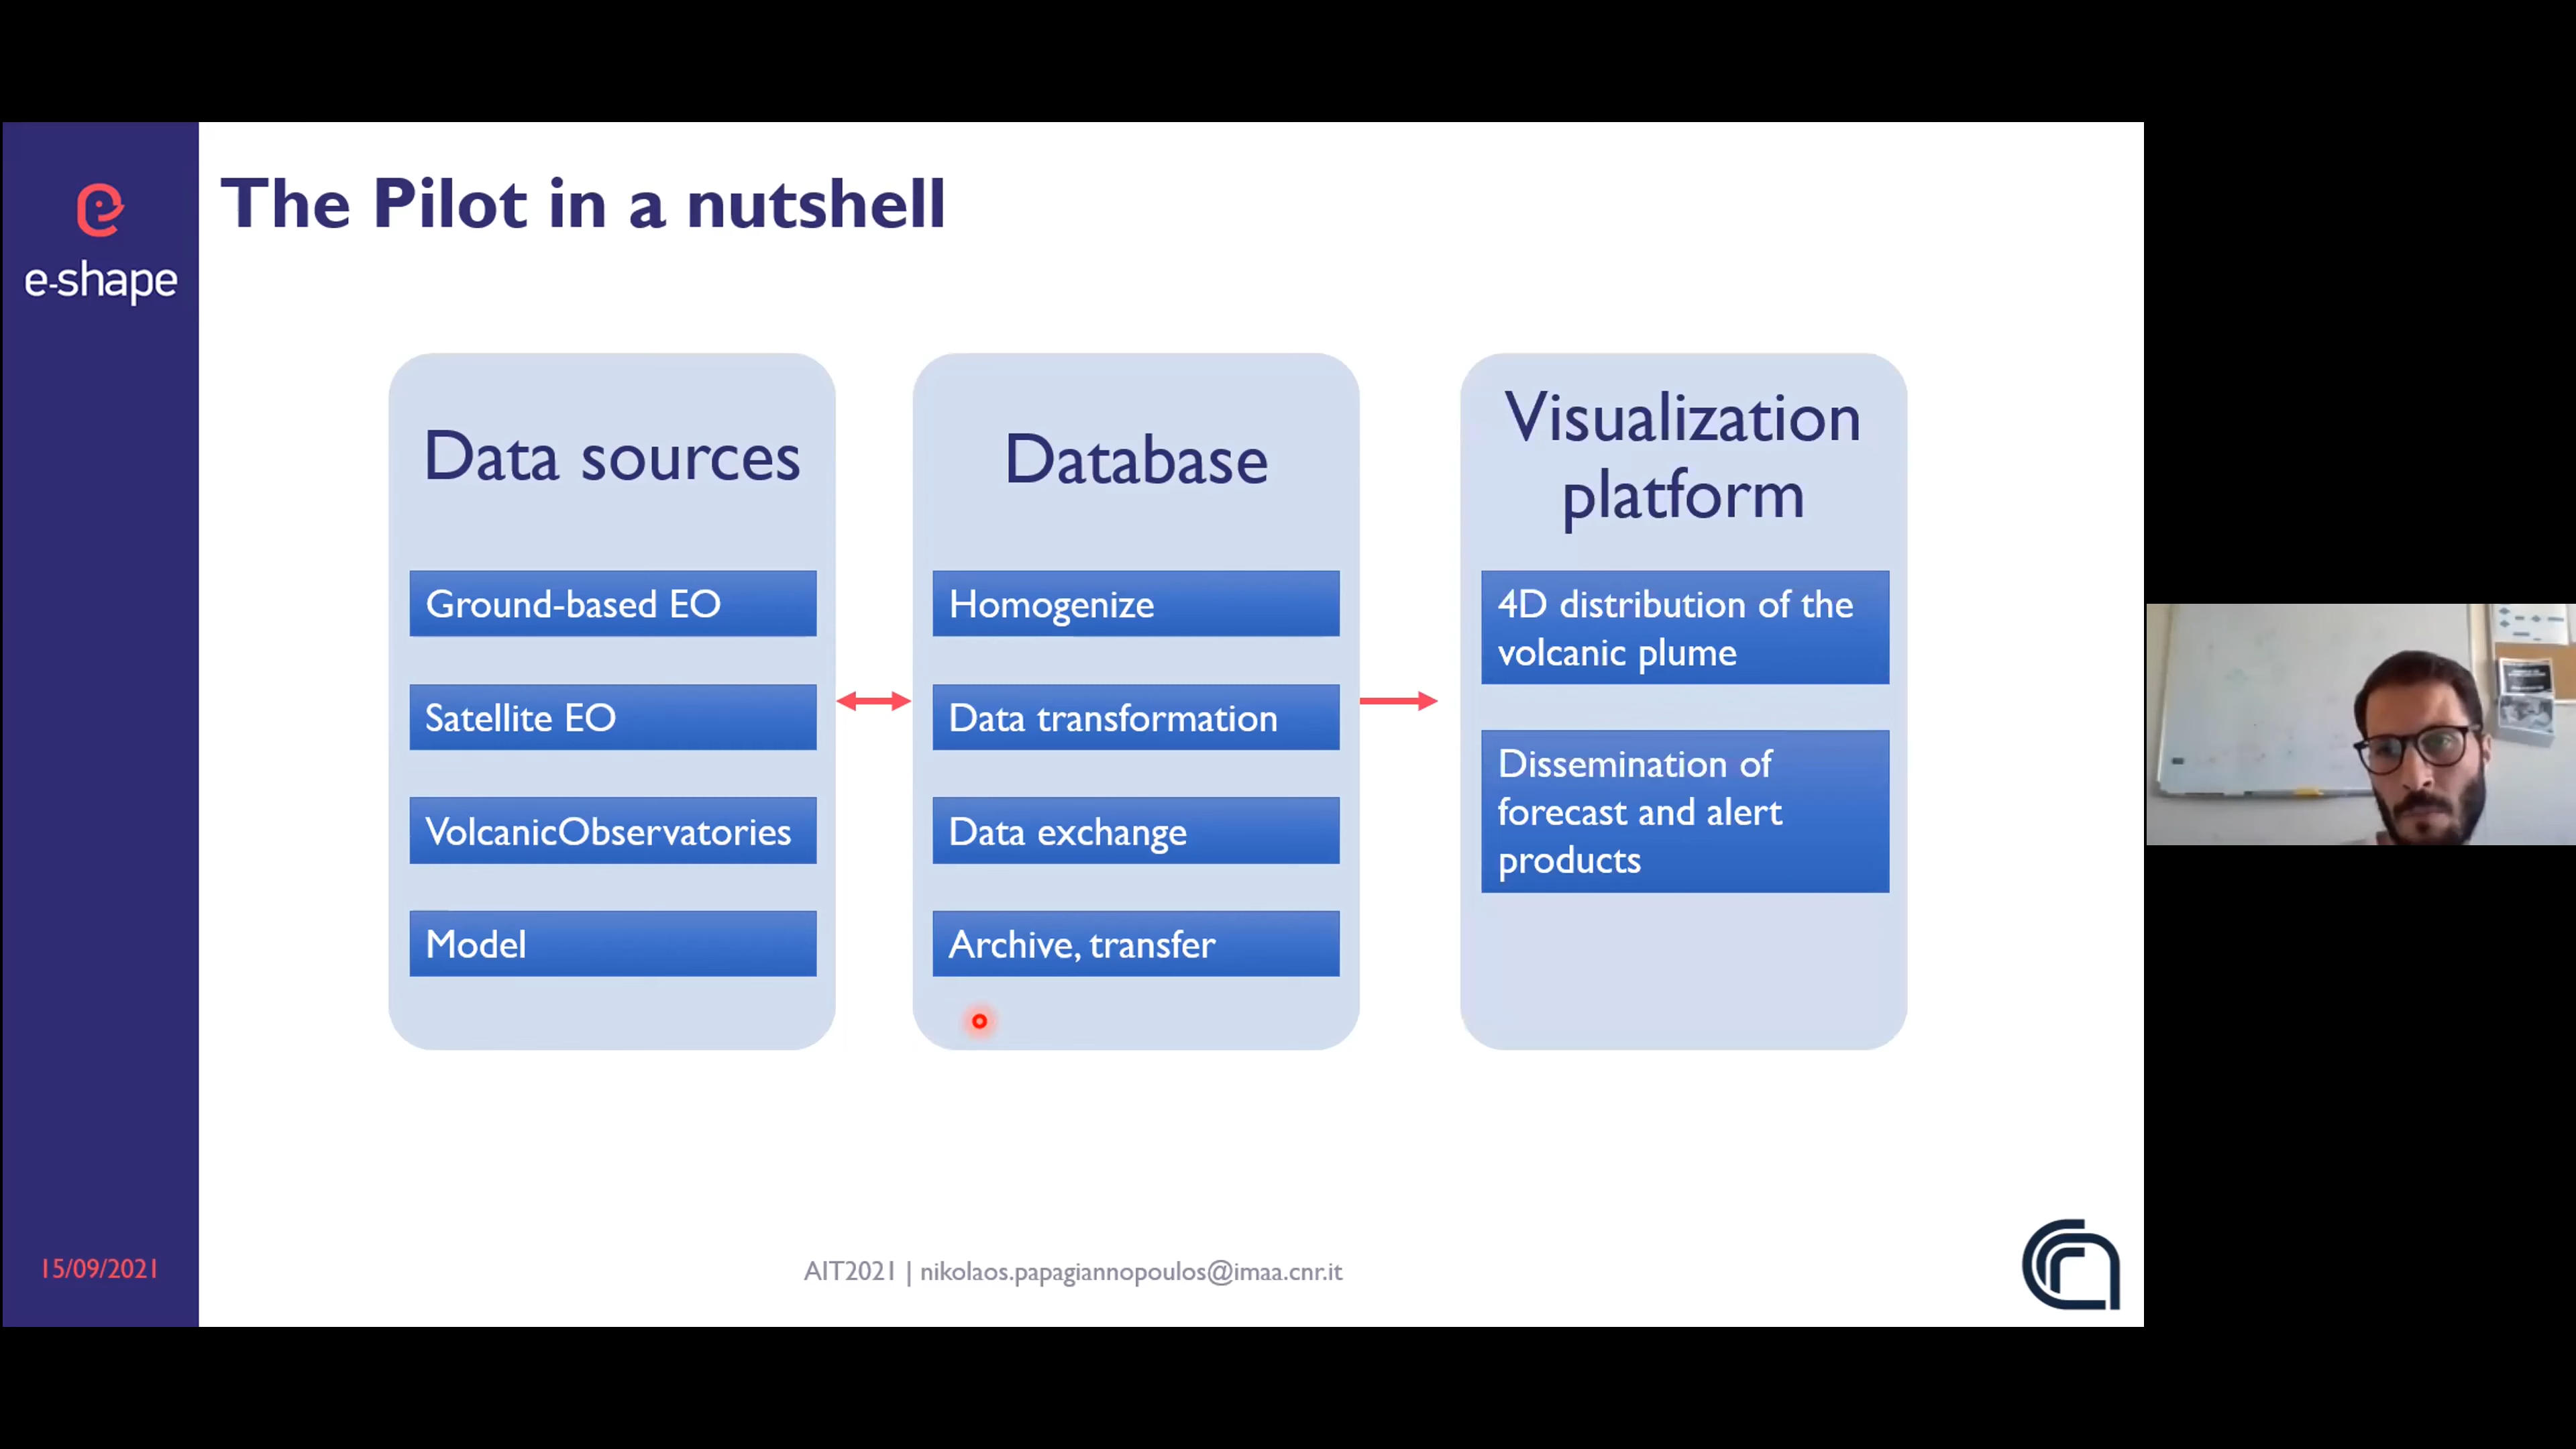 e-shape
The Pilot in a nutshell
Data sources
Ground-based EO
Satellite EO
VolcanicObservatories
Model
Database
Homogenize
Data transformation
Data exchange
Archive, transfer
Visualization
platform
4D distribution of the
volcanic plume
Dissemination of
forecast and alert
products
15/09/2021
AIT2021 | nikolaos.papagiannopoulos@imaa.cnr.it